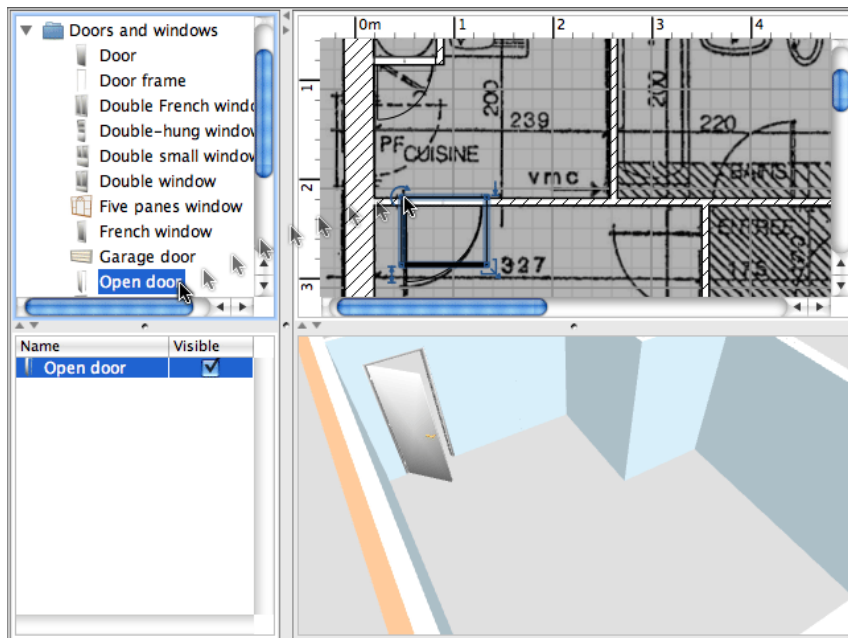 Doors and windows
Door
Door frame
Double French windo
Double-hung window
Double small window
Double window
Five panes window
French window
Garage door
Open door
0m 1 2 3 4
1
2
3
200
200
239
220
PF
CUISINE
vmc
BAINS
ENTREE
327
175
Name Visible
Open door